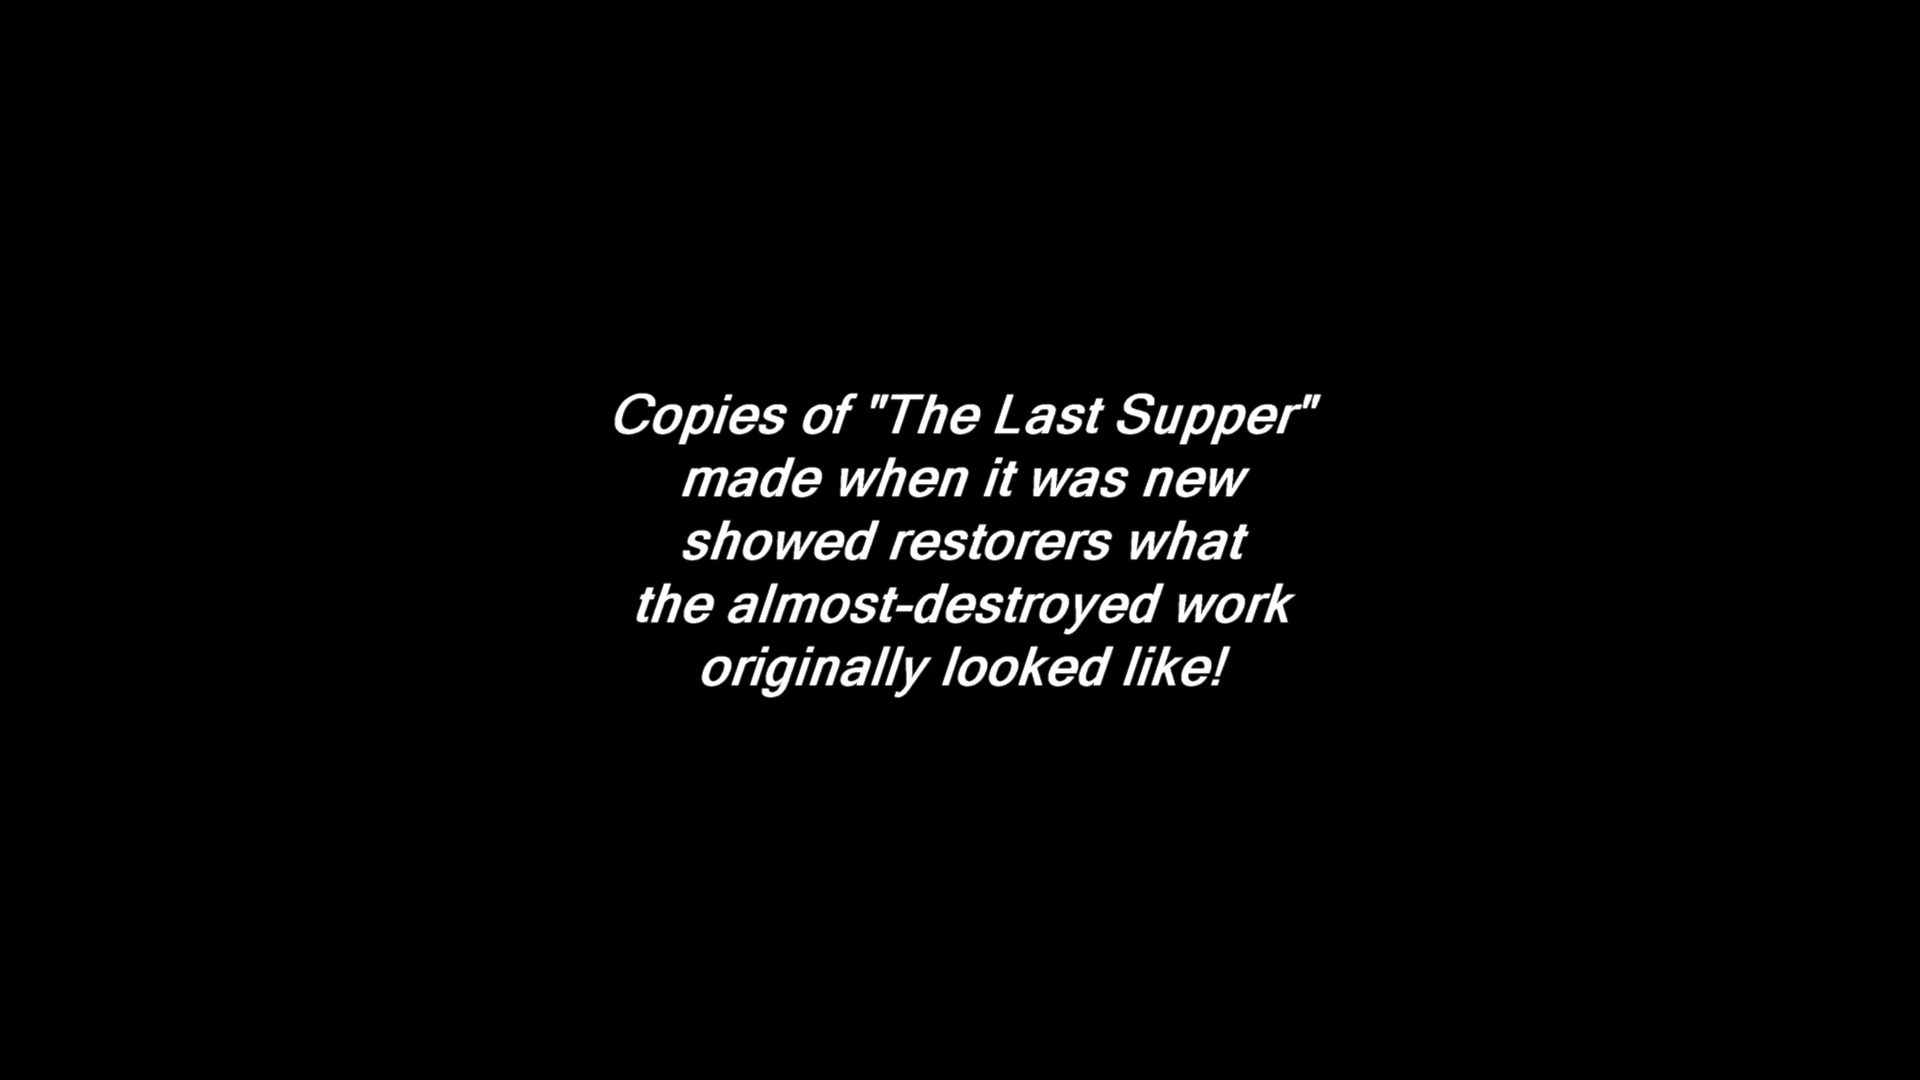 Copies of "The Last Supper"
made when it was new
showed restorers what
the almost-destroyed work
originally looked like!